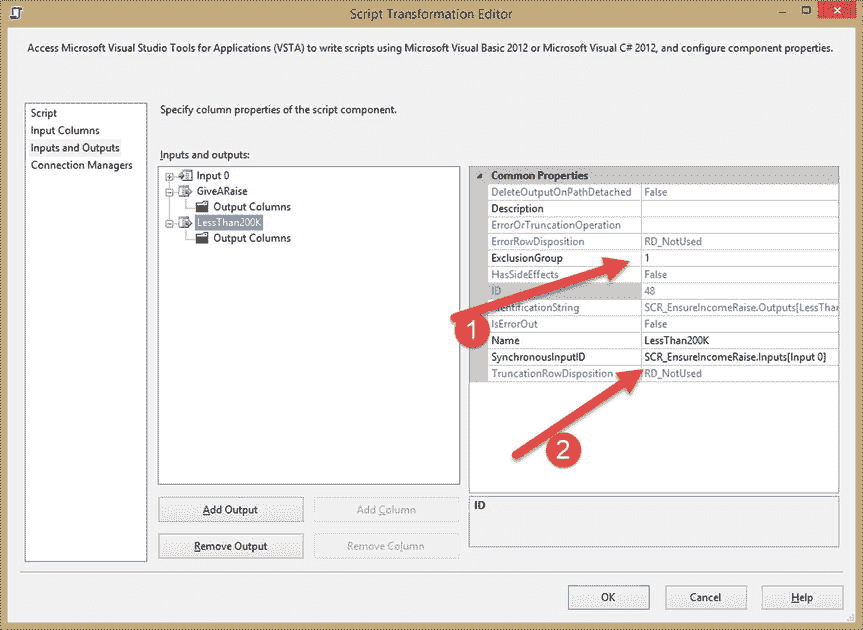 Script Transformation Editor
Access Microsoft Visual Studio Tools for Applications (VSTA) to write scripts using Microsoft Visual Basic 2012 or Microsoft Visual C# 2012, and configure component properties.
Script
Input Columns
Inputs and Outputs
Connection Managers
Specify column properties of the script component.
Inputs and outputs:
Input 0
GiveARaise
Output Columns
LessThan200K
Output Columns
Common Properties
DeleteOutputOnPathDetached False
Description
ErrorOrTruncationOperation
ErrorRowDisposition RD_NotUsed
ExclusionGroup 1
HasSideEffects False
ID 48
IdentificationString SCR_EnsureIncomeRaise.Outputs[LessThan
IsErrorOut False
Name LessThan200K
SynchronousInputID SCR_EnsureIncomeRaise.Inputs[Input 0]
TruncationRowDisposition RD_NotUsed
1
2
Add Output
Add Column
Remove Output
Remove Column
ID
OK
Cancel
Help